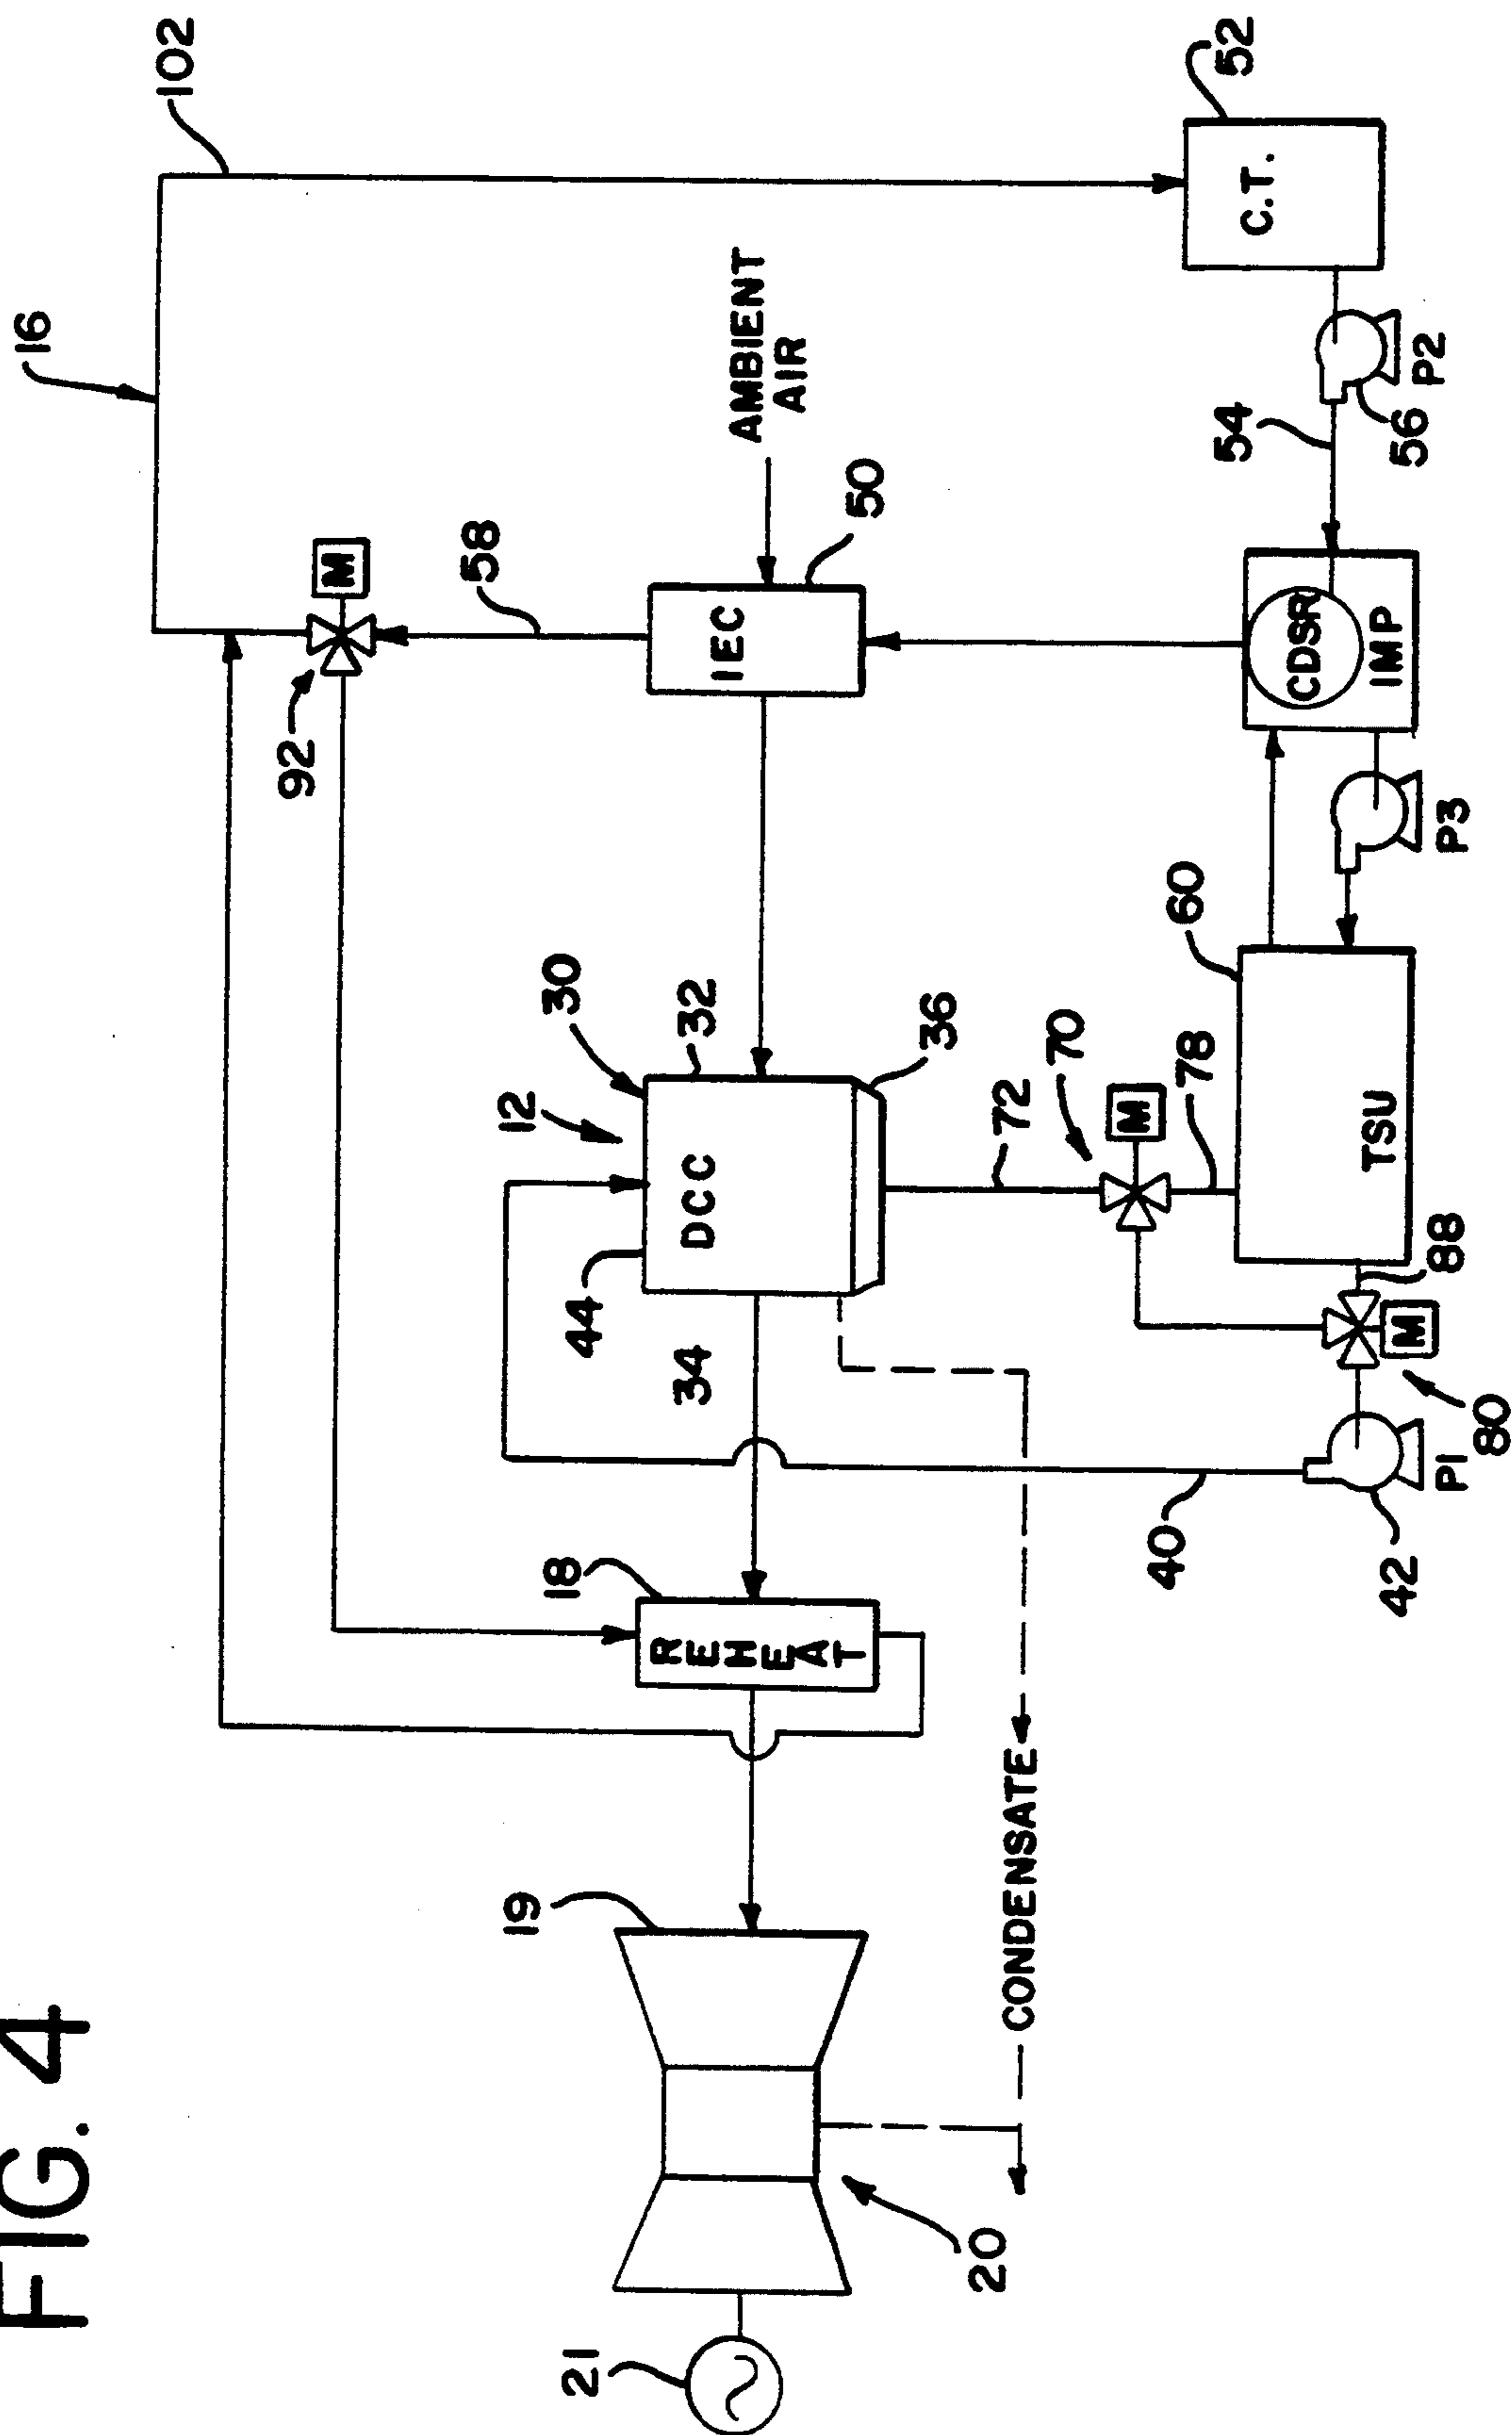 FIG. 4
16
102
92
M
58
AMBIENT
AIR
IEC
50
52
C.T.
P2
56
54
CDSR
IMP
P3
60
TSU
30
12
32
36
DCC
44
34
72
70
M
78
88
M
80
P1
42
40
18
REHEAT
CONDENSATE
19
20
21